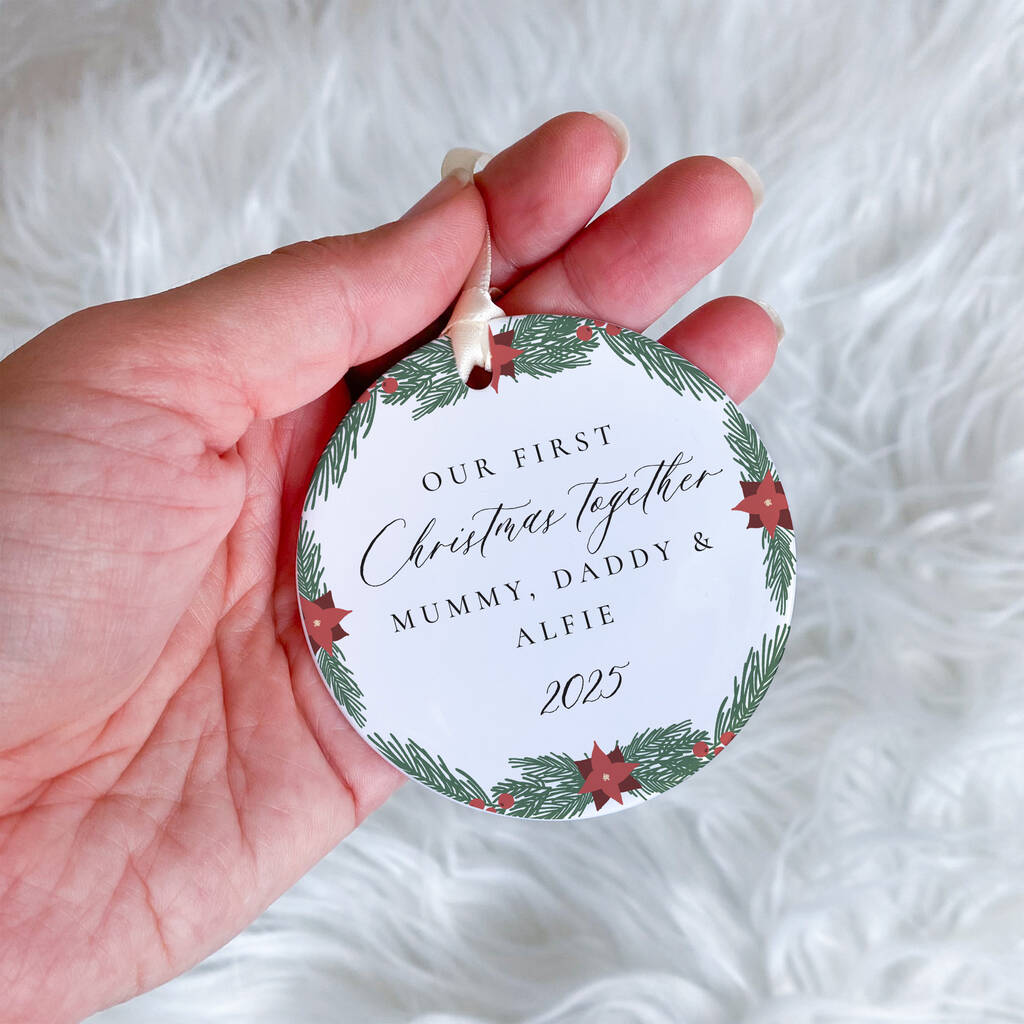 OUR FIRST
Christmas together
MUMMY, DADDY &
ALFIE
2025